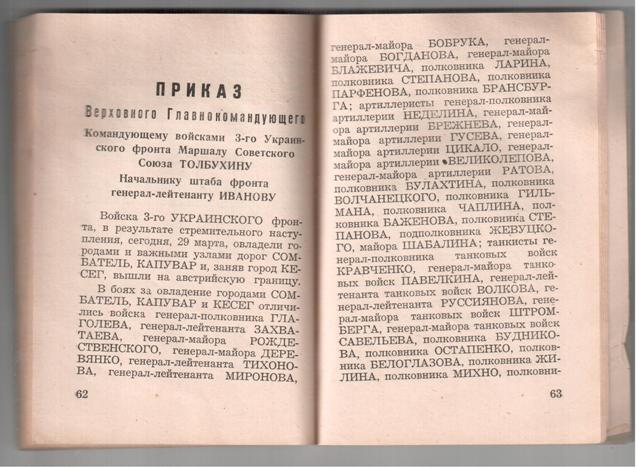 ПРИКАЗ
Верховного Главнокомандующего
Командующему войсками 3-го Украин-
ского фронта Маршалу Советского
Союза ТОЛБУХИНУ
Начальнику штаба фронта
генерал-лейтенанту ИВАНОВУ
Войска 3-го УКРАИНСКОГО фрон-
та, в результате стремительного насту-
пления, сегодня, 29 марта, овладели го-
родами и важными узлами дорог СОМ-
БАТЕЛЬ, КАПУВАР и, заняв город КЕ-
СЕГ, вышли на австрийскую границу.
В боях за овладение городами СОМ-
БАТЕЛЬ, КАПУВАР и КЕСЕГ отличи-
лись войска генерал-полковника ГЛА-
ГОЛЕВА, генерал-лейтенанта ЗАХВА-
ТАЕВА, генерал-майора РОЖДЕ-
СТВЕНСКОГО, генерал-майора ДЕРЕ-
ВЯНКО, генерал-лейтенанта ТИХОНО-
ВА, генерал-лейтенанта МИРОНОВА,
62
генерал-майора БОБРУКА, генерал-
майора БОГДАНОВА, генерал-майора
БЛАЖЕВИЧА, полковника ЛАРИНА,
полковника СТЕПАНОВА, полковника
ПАРФЕНОВА, полковника БРАНСБУР-
ГА; артиллеристы генерал-полковника
артиллерии НЕДЕЛИНА, генерал-май-
ора артиллерии БРЕЖНЕВА, генерал-
майора артиллерии ГУСЕВА, генерал-
майора артиллерии ЦИКАЛО, генерал-
майора артиллерии ВЕЛИКОЛЕПОВА,
генерал-майора артиллерии РАТОВА,
полковника БУЛАХТИНА, полковника
ВОЛЧАНЕЦКОГО, полковника ГИЛЬ-
МАНА, полковника ЧАПЛИНА, пол-
ковника БАЖЕНОВА, полковника СТЕ-
ПАНОВА, подполковника ЖЕВУЦКО-
ГО, майора ШАБАЛИНА; танкисты ге-
нерал-полковника танковых войск
КРАВЧЕНКО, генерал-майора танко-
вых войск ПАВЕЛКИНА, генерал-лей-
тенанта танковых войск ВОЛКОВА, ге-
нерал-лейтенанта РУССИЯНОВА, гене-
рал-майора танковых войск ШТРОМ-
БЕРГА, генерал-майора танковых войск
САВЕЛЬЕВА, полковника БУДНИКО-
ВА, полковника ОСТАПЕНКО, полков-
ника БЕЛОГЛАЗОВА, полковника ЖИ-
ЛИНА, полковника МИХНО, полковни-
63